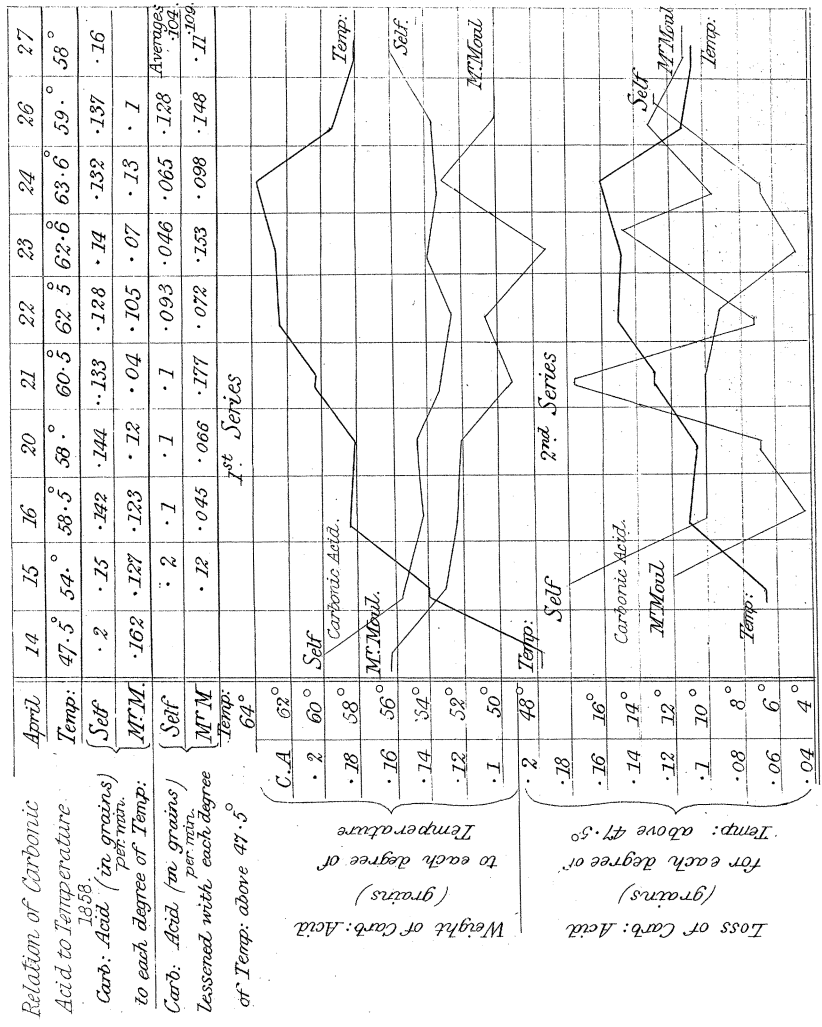 Relation of Carbonic
Acid to Temperature
1858.
April 14 15 16 20 21 22 23 24 26 27
Temp: 47·5° 54·° 58·5° 58·° 60·5° 62 5° 62·6° 63·6° 59·° 58°
Carb: Acid (in grains)
per min.
to each degree of Temp:
Self ·2 ·15 ·142 ·144 ··133 ·128 ·14 ·132 ·137 ·16
Mr. M. ·162 ·127 ·123 ·12 ·04 ·105 ·07 ·13 ·1
Carb: Acid (in grains)
per min.
lessened with each degree
of Temp: above 47·5°
Self ·2 ·1 ·1 ·1 ·093 ·046 ·065 ·128 Averages ·104·
Mr M ·12 ·045 ·066 ·177 ·072 ·153 ·098 ·148 ·11 ·109·
Temp:
64°
1st Series
C.A 62°
·2 60°
·18 58°
·16 56°
·14 54°
·12 52°
·1 50°
·2 48°
Weight of Carb: Acid
(grains)
to each degree of
Temperature
Self
Carbonic Acid.
Mr. Moul.
Temp:
Temp:
Self.
Mr. Moul
2nd Series
·18
·16 16°
·14 14°
·12 12°
·1 10°
·08 8°
·06 6°
·04 4°
Loss of Carb: Acid
(grains)
for each degree of
Temp: above 47·5°
Self
Carbonic Acid.
Mr. Moul
Temp:
Self
Mr. Moul
Temp: